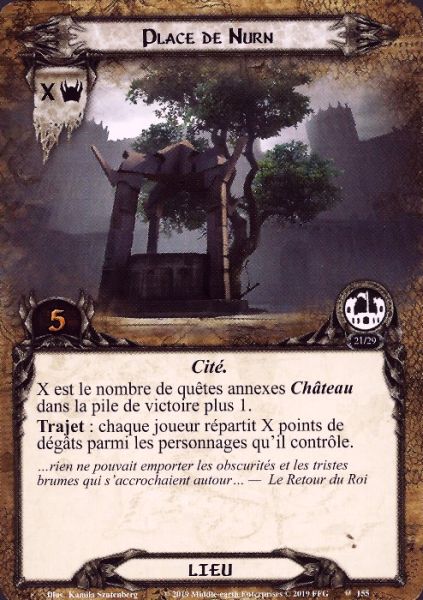 Place de Nurn
X
5
21/29
Cité.
X est le nombre de quêtes annexes Château
dans la pile de victoire plus 1.
Trajet : chaque joueur répartit X points de
dégâts parmi les personnages qu'il contrôle.
…rien ne pouvait emporter les obscurités et les tristes
brumes qui s'accrochaient autour… — Le Retour du Roi
LIEU
Illus. Kamila Szutenberg © 2019 Middle-earth Enterprises © 2019 FFG 155